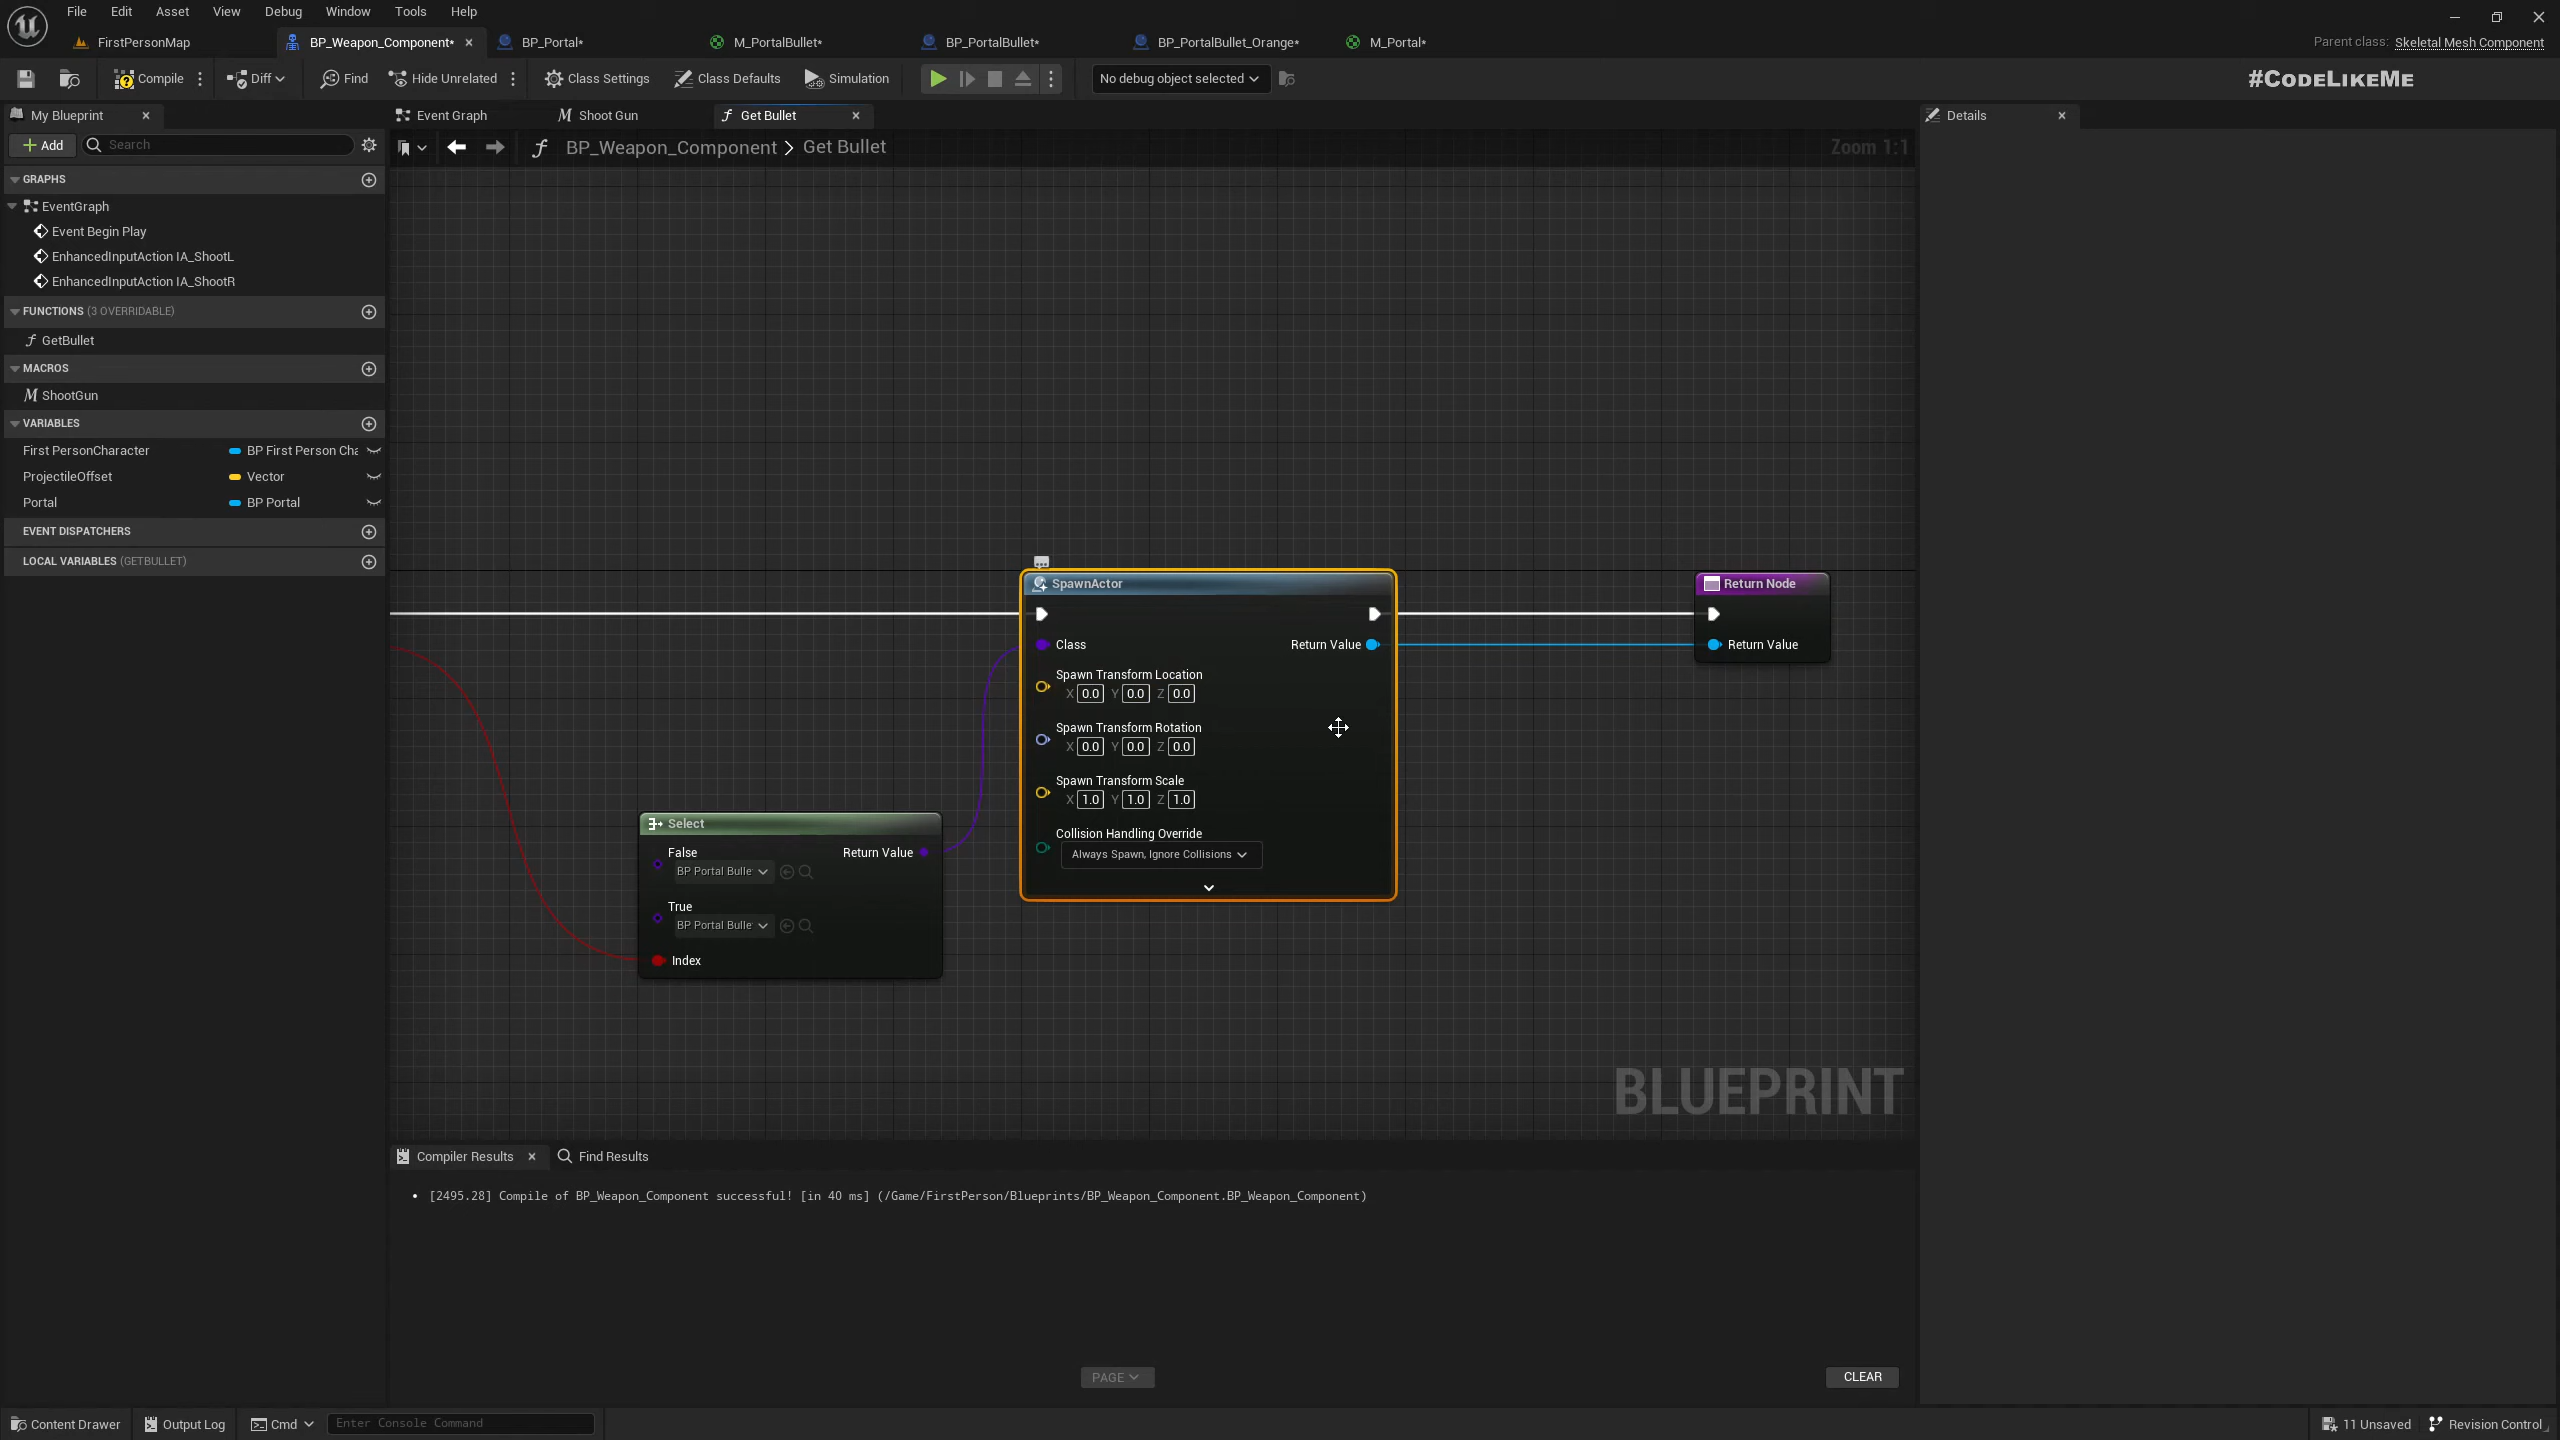 File Edit Asset View Debug Window Tools Help
FirstPersonMap BP_Weapon_Component* BP_Portal* M_PortalBullet* BP_PortalBullet* BP_PortalBullet_Orange* M_Portal* Parent class: Skeletal Mesh Component
Compile Diff Find Hide Unrelated Class Settings Class Defaults Simulation No debug object selected #CODELIKEME
My Blueprint Event Graph Shoot Gun Get Bullet Details
Add Search BP_Weapon_Component > Get Bullet Zoom 1:1
GRAPHS
EventGraph
Event Begin Play
EnhancedInputAction IA_ShootL
EnhancedInputAction IA_ShootR
FUNCTIONS (3 OVERRIDABLE)
GetBullet
MACROS
ShootGun
VARIABLES
First PersonCharacter BP First Person Cha
ProjectileOffset Vector
Portal BP Portal
EVENT DISPATCHERS
LOCAL VARIABLES (GETBULLET)
SpawnActor
Class Return Value
Spawn Transform Location
X 0.0 Y 0.0 Z 0.0
Spawn Transform Rotation
X 0.0 Y 0.0 Z 0.0
Spawn Transform Scale
X 1.0 Y 1.0 Z 1.0
Collision Handling Override
Always Spawn, Ignore Collisions
Return Node
Return Value
Select
False Return Value
BP Portal Bulle
True
BP Portal Bulle
Index
BLUEPRINT
Compiler Results Find Results
[2495.28] Compile of BP_Weapon_Component successful! [in 40 ms] (/Game/FirstPerson/Blueprints/BP_Weapon_Component.BP_Weapon_Component)
PAGE CLEAR
Content Drawer Output Log Cmd Enter Console Command 11 Unsaved Revision Control